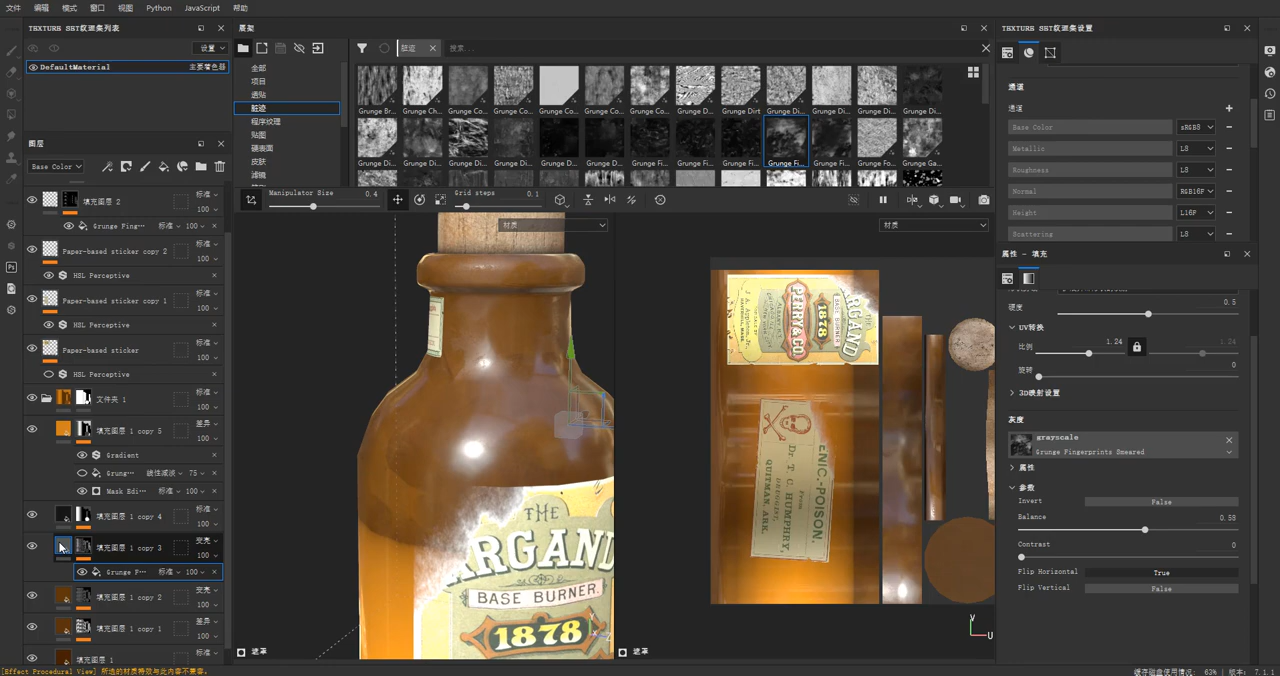 文件 编辑 模式 窗口 视图 Python JavaScript 帮助
TEXTURE SET纹理集列表
设置
DefaultMaterial 主要着色器
图层
Base Color
填充图层 2 标准 100
Grunge Fing⋯ 标准 100
Paper-based sticker copy 2 标准 100
HSL Perceptive
Paper-based sticker copy 1 标准 100
HSL Perceptive
Paper-based sticker 标准 100
HSL Perceptive
文件夹 1 标准 100
填充图层 1 copy 5 差异 100
Gradient
Grung⋯ 线性减淡 75
Mask Edi⋯ 标准 100
填充图层 1 copy 4 标准 100
填充图层 1 copy 3 变亮 100
Grunge F⋯ 标准 100
填充图层 1 copy 2 变亮 100
填充图层 1 copy 1 差异 100
填充图层 1 标准
[Effect Procedural View] 所选的材质特效与此内容不兼容。
展架
全部
项目
透贴
脏迹
程序纹理
贴图
硬表面
皮肤
滤镜
脏迹 搜索...
Grunge Br... Grunge Ch... Grunge Co... Grunge Co... Grunge Co... Grunge Co... Grunge Co... Grunge D... Grunge Dirt Grunge Di... Grunge Di... Grunge Di...
Grunge Di... Grunge Di... Grunge Di... Grunge Di... Grunge D... Grunge D... Grunge Fi... Grunge Fi... Grunge Fi... Grunge Fi... Grunge Fo... Grunge Ga...
Manipulator Size 0.4
Grid steps 0.1
材质
材质
THE
ARGAND
BASE BURNER.
1878
遮罩
THE
ARGAND
BASE BURNER
1878
PERRY&CO.
ENIC.-POISON.
Dr. T. C. HUMPHRY,
From
DRUGGIST,
QUITMAN, ARK.
V
U
遮罩
TEXTURE SET纹理集设置
通道
通道
Base Color sRGB8
Metallic L8
Roughness L8
Normal RGB16F
Height L16F
Scattering L8
属性 - 填充
硬度 0.5
UV转换
比例 1.24 1.24
旋转 0
3D映射设置
灰度
grayscale
Grunge Fingerprints Smeared
属性
参数
Invert False
Balance 0.58
Contrast 0
Flip Horizontal True
Flip Vertical False
缓存磁盘使用情况: 63% | 版本: 7.1.1